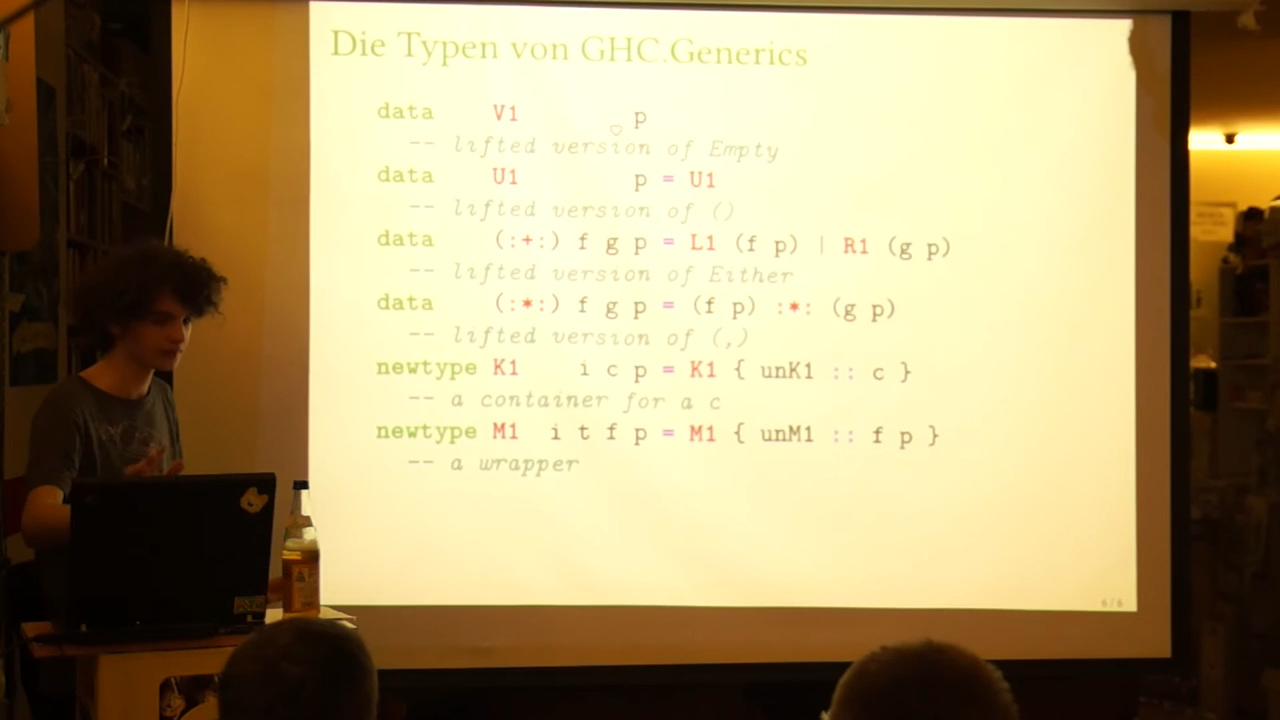 Die Typen von GHC.Generics
data V1 p
-- lifted version of Empty
data U1 p = U1
-- lifted version of ()
data (:+:) f g p = L1 (f p) | R1 (g p)
-- lifted version of Either
data (:*:) f g p = (f p) :*: (g p)
-- lifted version of (,)
newtype K1 i c p = K1 { unK1 :: c }
-- a container for a c
newtype M1 i t f p = M1 { unM1 :: f p }
-- a wrapper
6/6